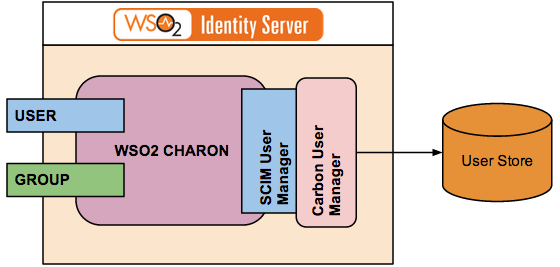 WSO2 Identity Server
USER
GROUP
WSO2 CHARON
SCIM User
Manager
Carbon User
Manager
User Store